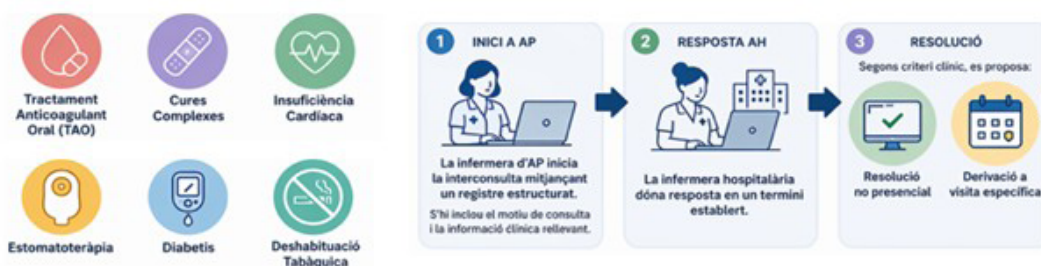 Tractament
Anticoagulant
Oral (TAO)
Cures
Complexes
Insuficiència
Cardíaca
Estomatoteràpia
Diabetis
Deshabituació
Tabàquica
1 INICI A AP
La infermera d'AP inicia
la interconsulta mitjançant
un registre estructurat.
S'hi inclou el motiu de consulta
i la informació clínica rellevant.
2 RESPOSTA AH
La infermera hospitalària
dóna resposta en un termini
establert.
3 RESOLUCIÓ
Segons criteri clínic, es proposa:
Resolució
no presencial
Derivació a
visita específica